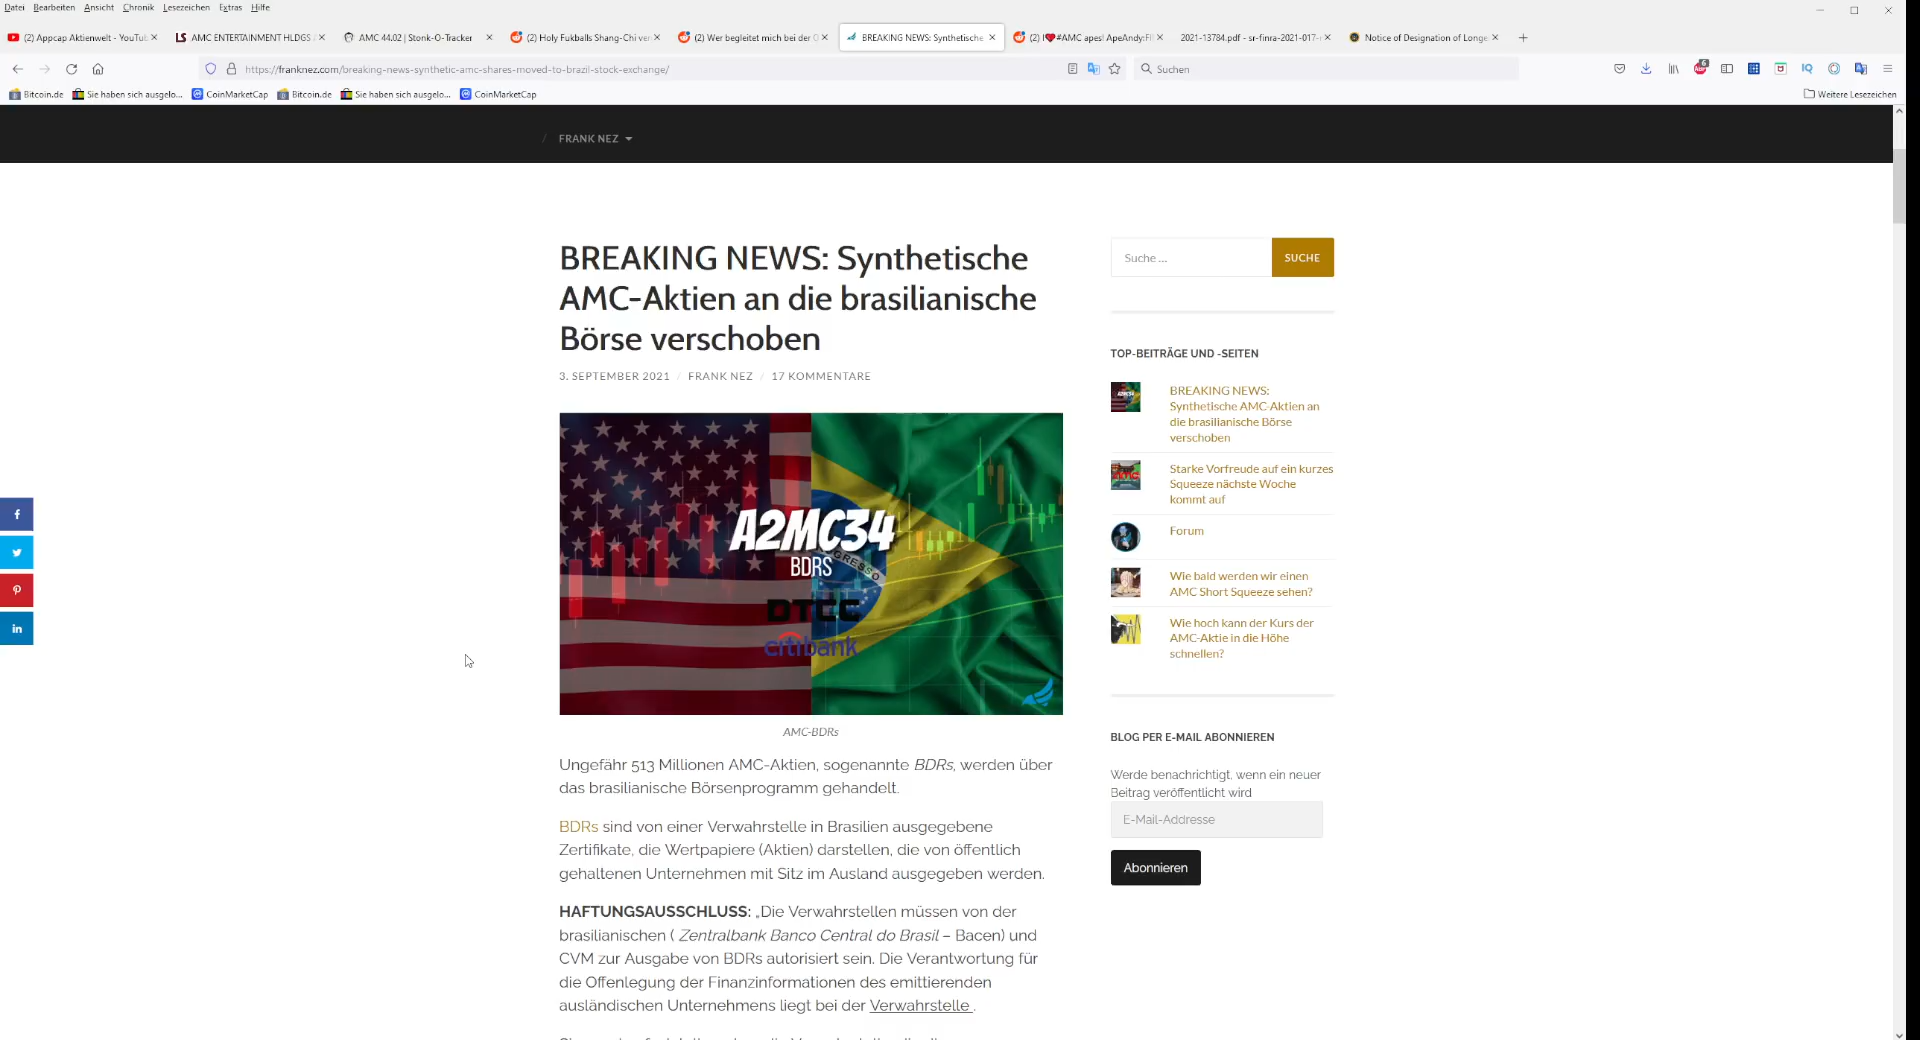 Datei Bearbeiten Ansicht Chronik Lesezeichen Extras Hilfe
(2) Appcap Aktienwelt - YouTub
AMC ENTERTAINMENT HLDGS
AMC 44.02 | Stonk-O-Tracker
(2) Holy Fukballs Shang-Chi ver
(2) Wer begleitet mich bei der
BREAKING NEWS: Synthetische
(2) I❤#AMC apes! ApeAndy:
2021-13784.pdf - sr-finra-2021-017-
Notice of Designation of Longe
https://franknez.com/breaking-news-synthetic-amc-shares-moved-to-brazil-stock-exchange/
Suchen
6
Bitcoin.de
Sie haben sich ausgelo...
CoinMarketCap
Bitcoin.de
Sie haben sich ausgelo...
CoinMarketCap
Weitere Lesezeichen
/ FRANK NEZ
BREAKING NEWS: Synthetische
AMC-Aktien an die brasilianische
Börse verschoben
3. SEPTEMBER 2021 / FRANK NEZ / 17 KOMMENTARE
A2MC34
BDRS
DTCC
citibank
AMC-BDRs
Ungefähr 513 Millionen AMC-Aktien, sogenannte BDRs, werden über
das brasilianische Börsenprogramm gehandelt.
BDRs sind von einer Verwahrstelle in Brasilien ausgegebene
Zertifikate, die Wertpapiere (Aktien) darstellen, die von öffentlich
gehaltenen Unternehmen mit Sitz im Ausland ausgegeben werden.
HAFTUNGSAUSSCHLUSS: „Die Verwahrstellen müssen von der
brasilianischen ( Zentralbank Banco Central do Brasil – Bacen) und
CVM zur Ausgabe von BDRs autorisiert sein. Die Verantwortung für
die Offenlegung der Finanzinformationen des emittierenden
ausländischen Unternehmens liegt bei der Verwahrstelle .
Suche …
SUCHE
TOP-BEITRÄGE UND -SEITEN
BREAKING NEWS:
Synthetische AMC-Aktien an
die brasilianische Börse
verschoben
Starke Vorfreude auf ein kurzes
Squeeze nächste Woche
kommt auf
Forum
Wie bald werden wir einen
AMC Short Squeeze sehen?
Wie hoch kann der Kurs der
AMC-Aktie in die Höhe
schnellen?
BLOG PER E-MAIL ABONNIEREN
Werde benachrichtigt, wenn ein neuer
Beitrag veröffentlicht wird
E-Mail-Addresse
Abonnieren